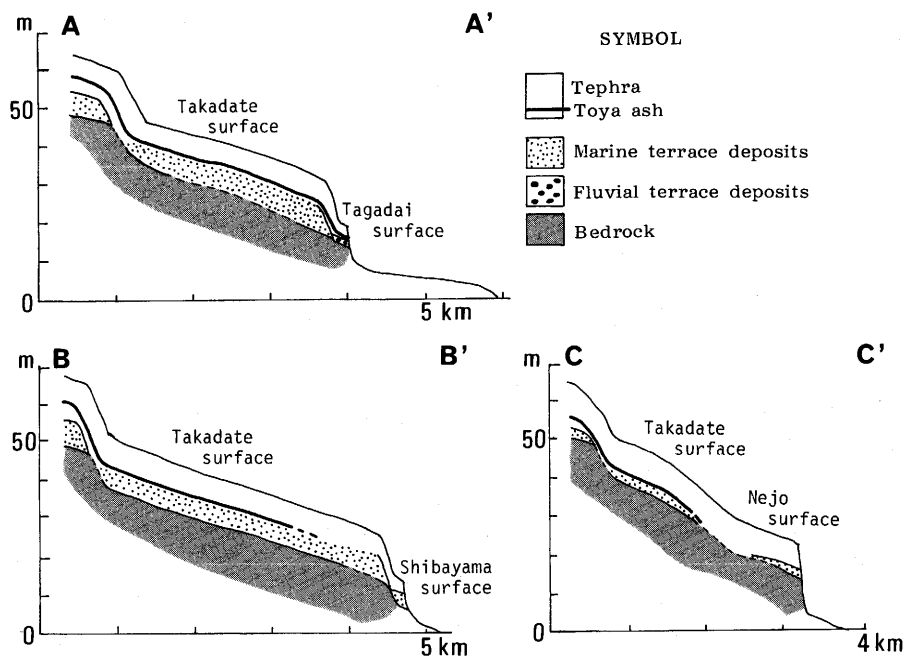 m
A
A'
50
0
5 km
Takadate
surface
Tagadai
surface
SYMBOL
Tephra
Toya ash
Marine terrace deposits
Fluvial terrace deposits
Bedrock
m
B
B'
50
0
5 km
Takadate
surface
Shibayama
surface
m
C
C'
50
0
4 km
Takadate
surface
Nejo
surface